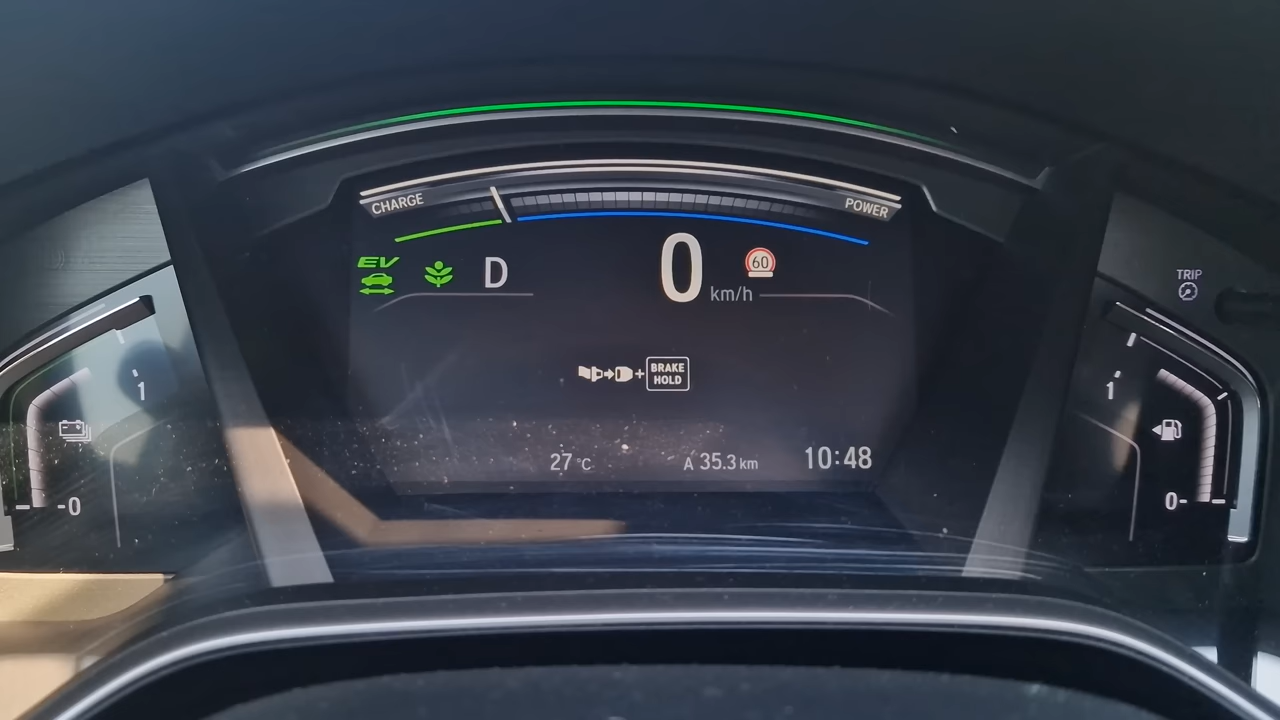 CHARGE
POWER
EV
D
0
km/h
60
TRIP
1
1
+
BRAKE
HOLD
-0
27 °C
A 35.3 km
10:48
0-